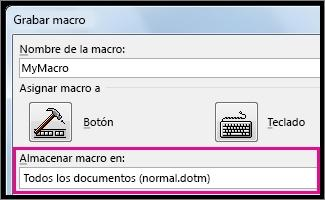 Grabar macro
Nombre de la macro:
MyMacro
Asignar macro a
Botón
Teclado
Almacenar macro en:
Todos los documentos (normal.dotm)